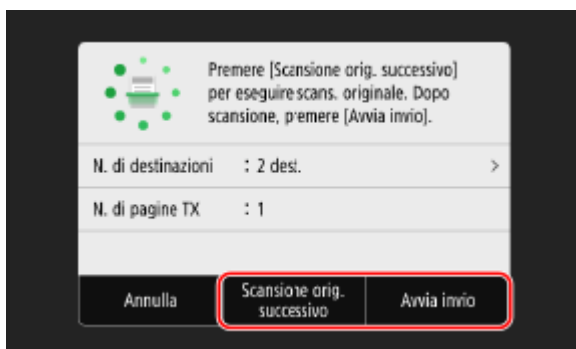 Premere [Scansione orig. successivo]
per eseguire scans. originale. Dopo
scansione, premere [Avvia invio].
N. di destinazioni : 2 dest. >
N. di pagine TX : 1
Annulla
Scansione orig.
successivo
Avvia invio